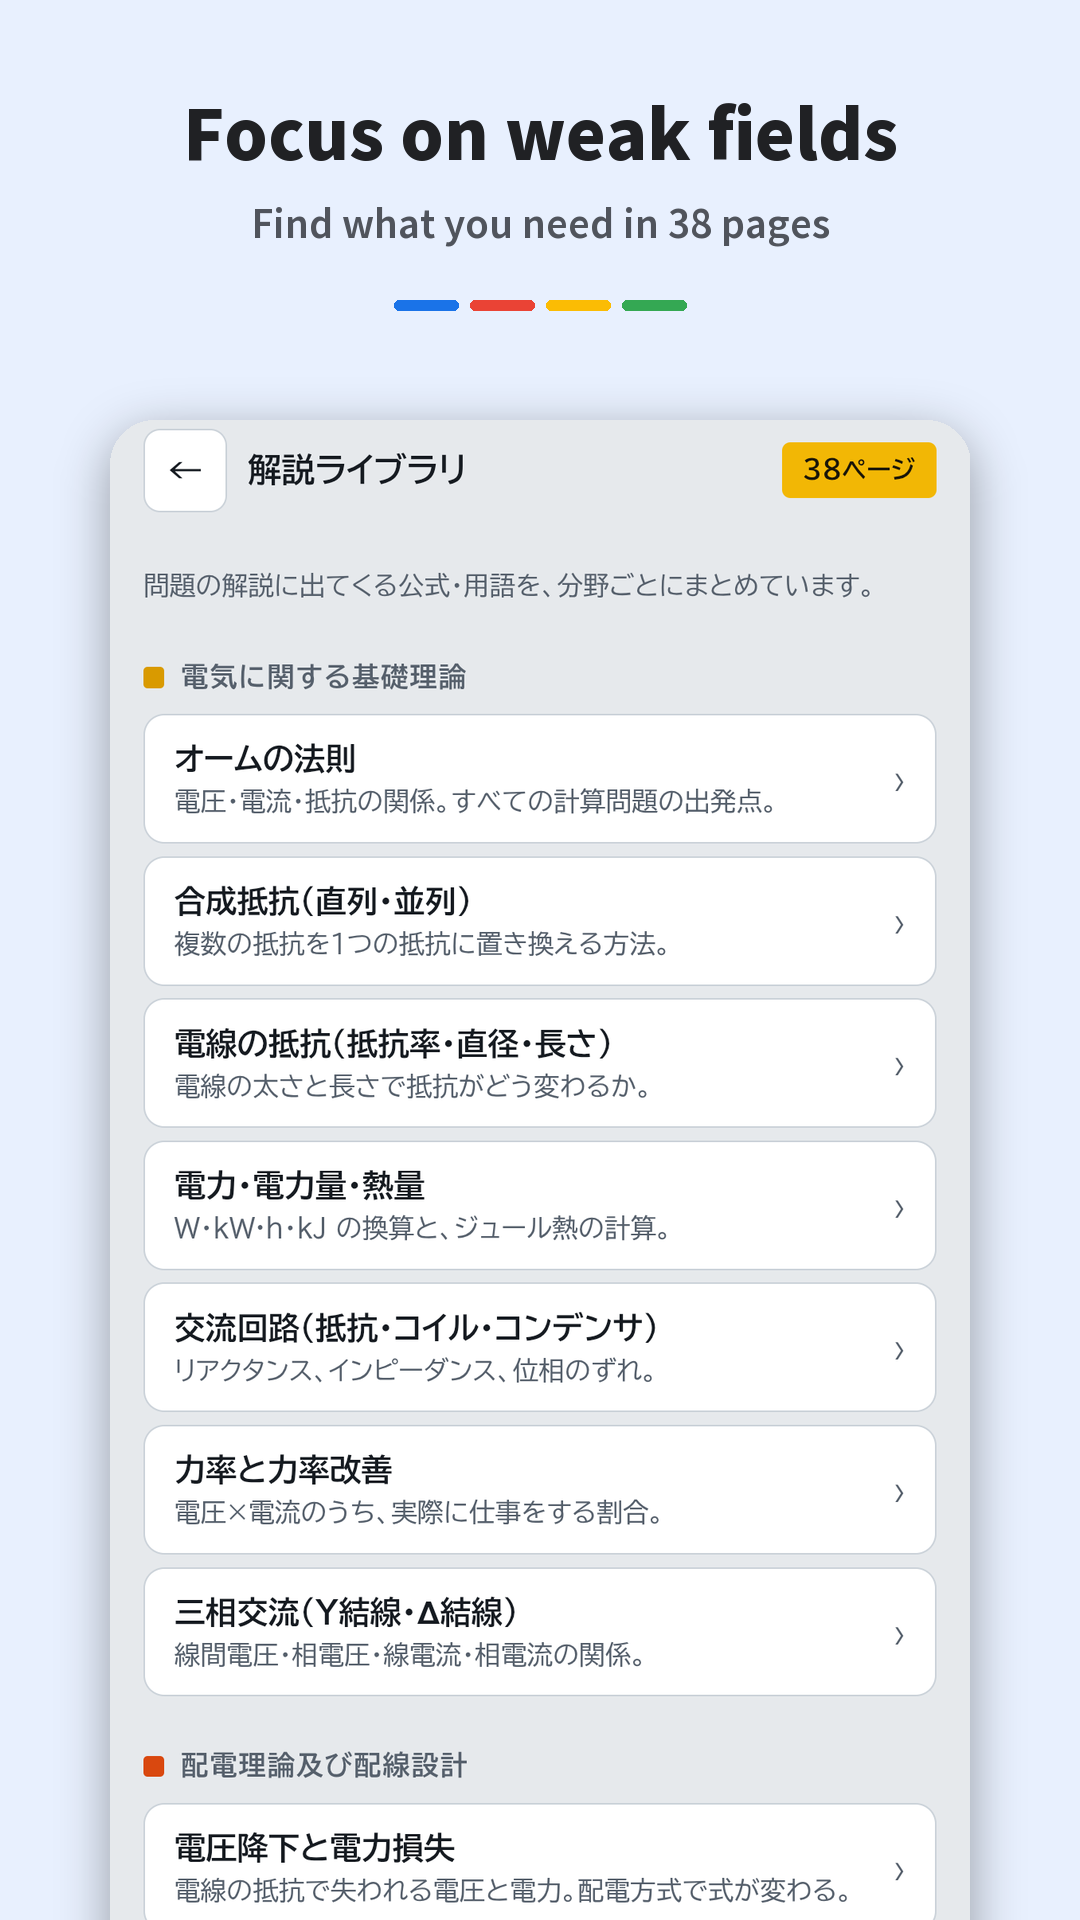 Focus on weak fields
Find what you need in 38 pages
← 解説ライブラリ 38ページ
問題の解説に出てくる公式・用語を、分野ごとにまとめています。
電気に関する基礎理論
オームの法則
電圧・電流・抵抗の関係。すべての計算問題の出発点。
合成抵抗(直列・並列)
複数の抵抗を1つの抵抗に置き換える方法。
電線の抵抗(抵抗率・直径・長さ)
電線の太さと長さで抵抗がどう変わるか。
電力・電力量・熱量
W・kW・h・kJ の換算と、ジュール熱の計算。
交流回路(抵抗・コイル・コンデンサ)
リアクタンス、インピーダンス、位相のずれ。
力率と力率改善
電圧×電流のうち、実際に仕事をする割合。
三相交流(Y結線・Δ結線)
線間電圧・相電圧・線電流・相電流の関係。
配電理論及び配線設計
電圧降下と電力損失
電線の抵抗で失われる電圧と電力。配電方式で式が変わる。